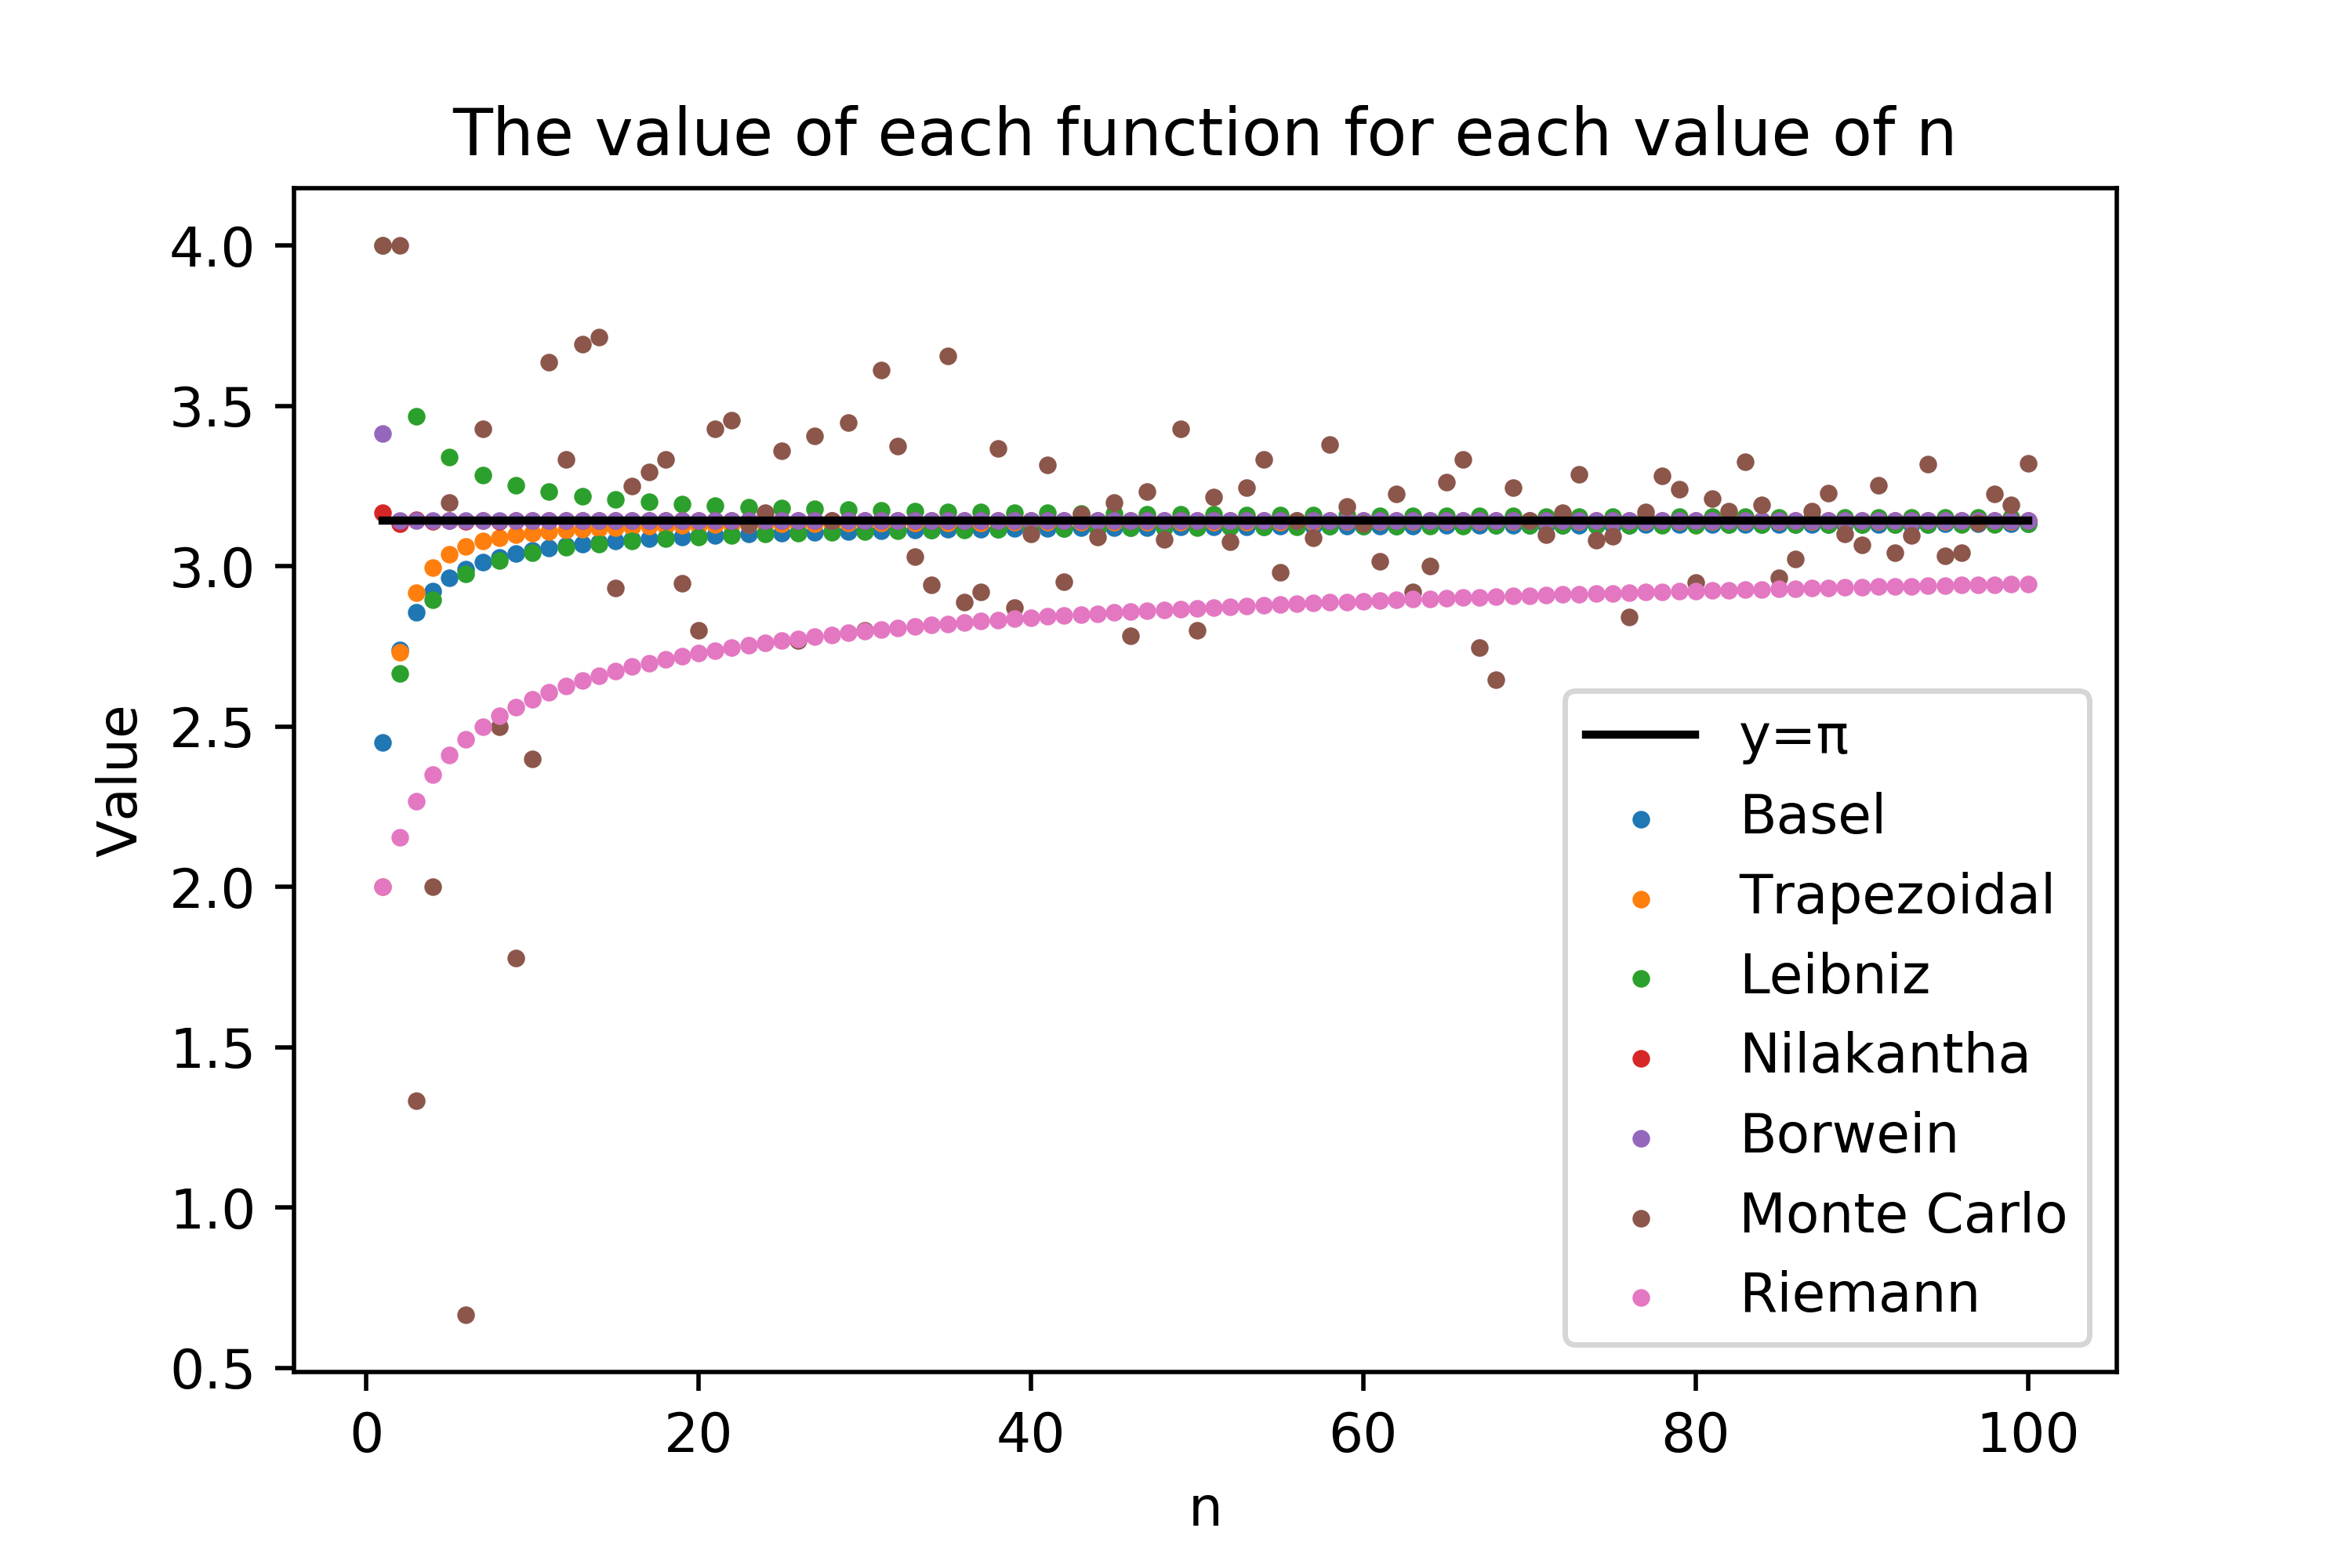 The value of each function for each value of n
4.0
3.5
3.0
2.5
2.0
1.5
1.0
0.5
Value
y=π
Basel
Trapezoidal
Leibniz
Nilakantha
Borwein
Monte Carlo
Riemann
0 20 40 60 80 100
n